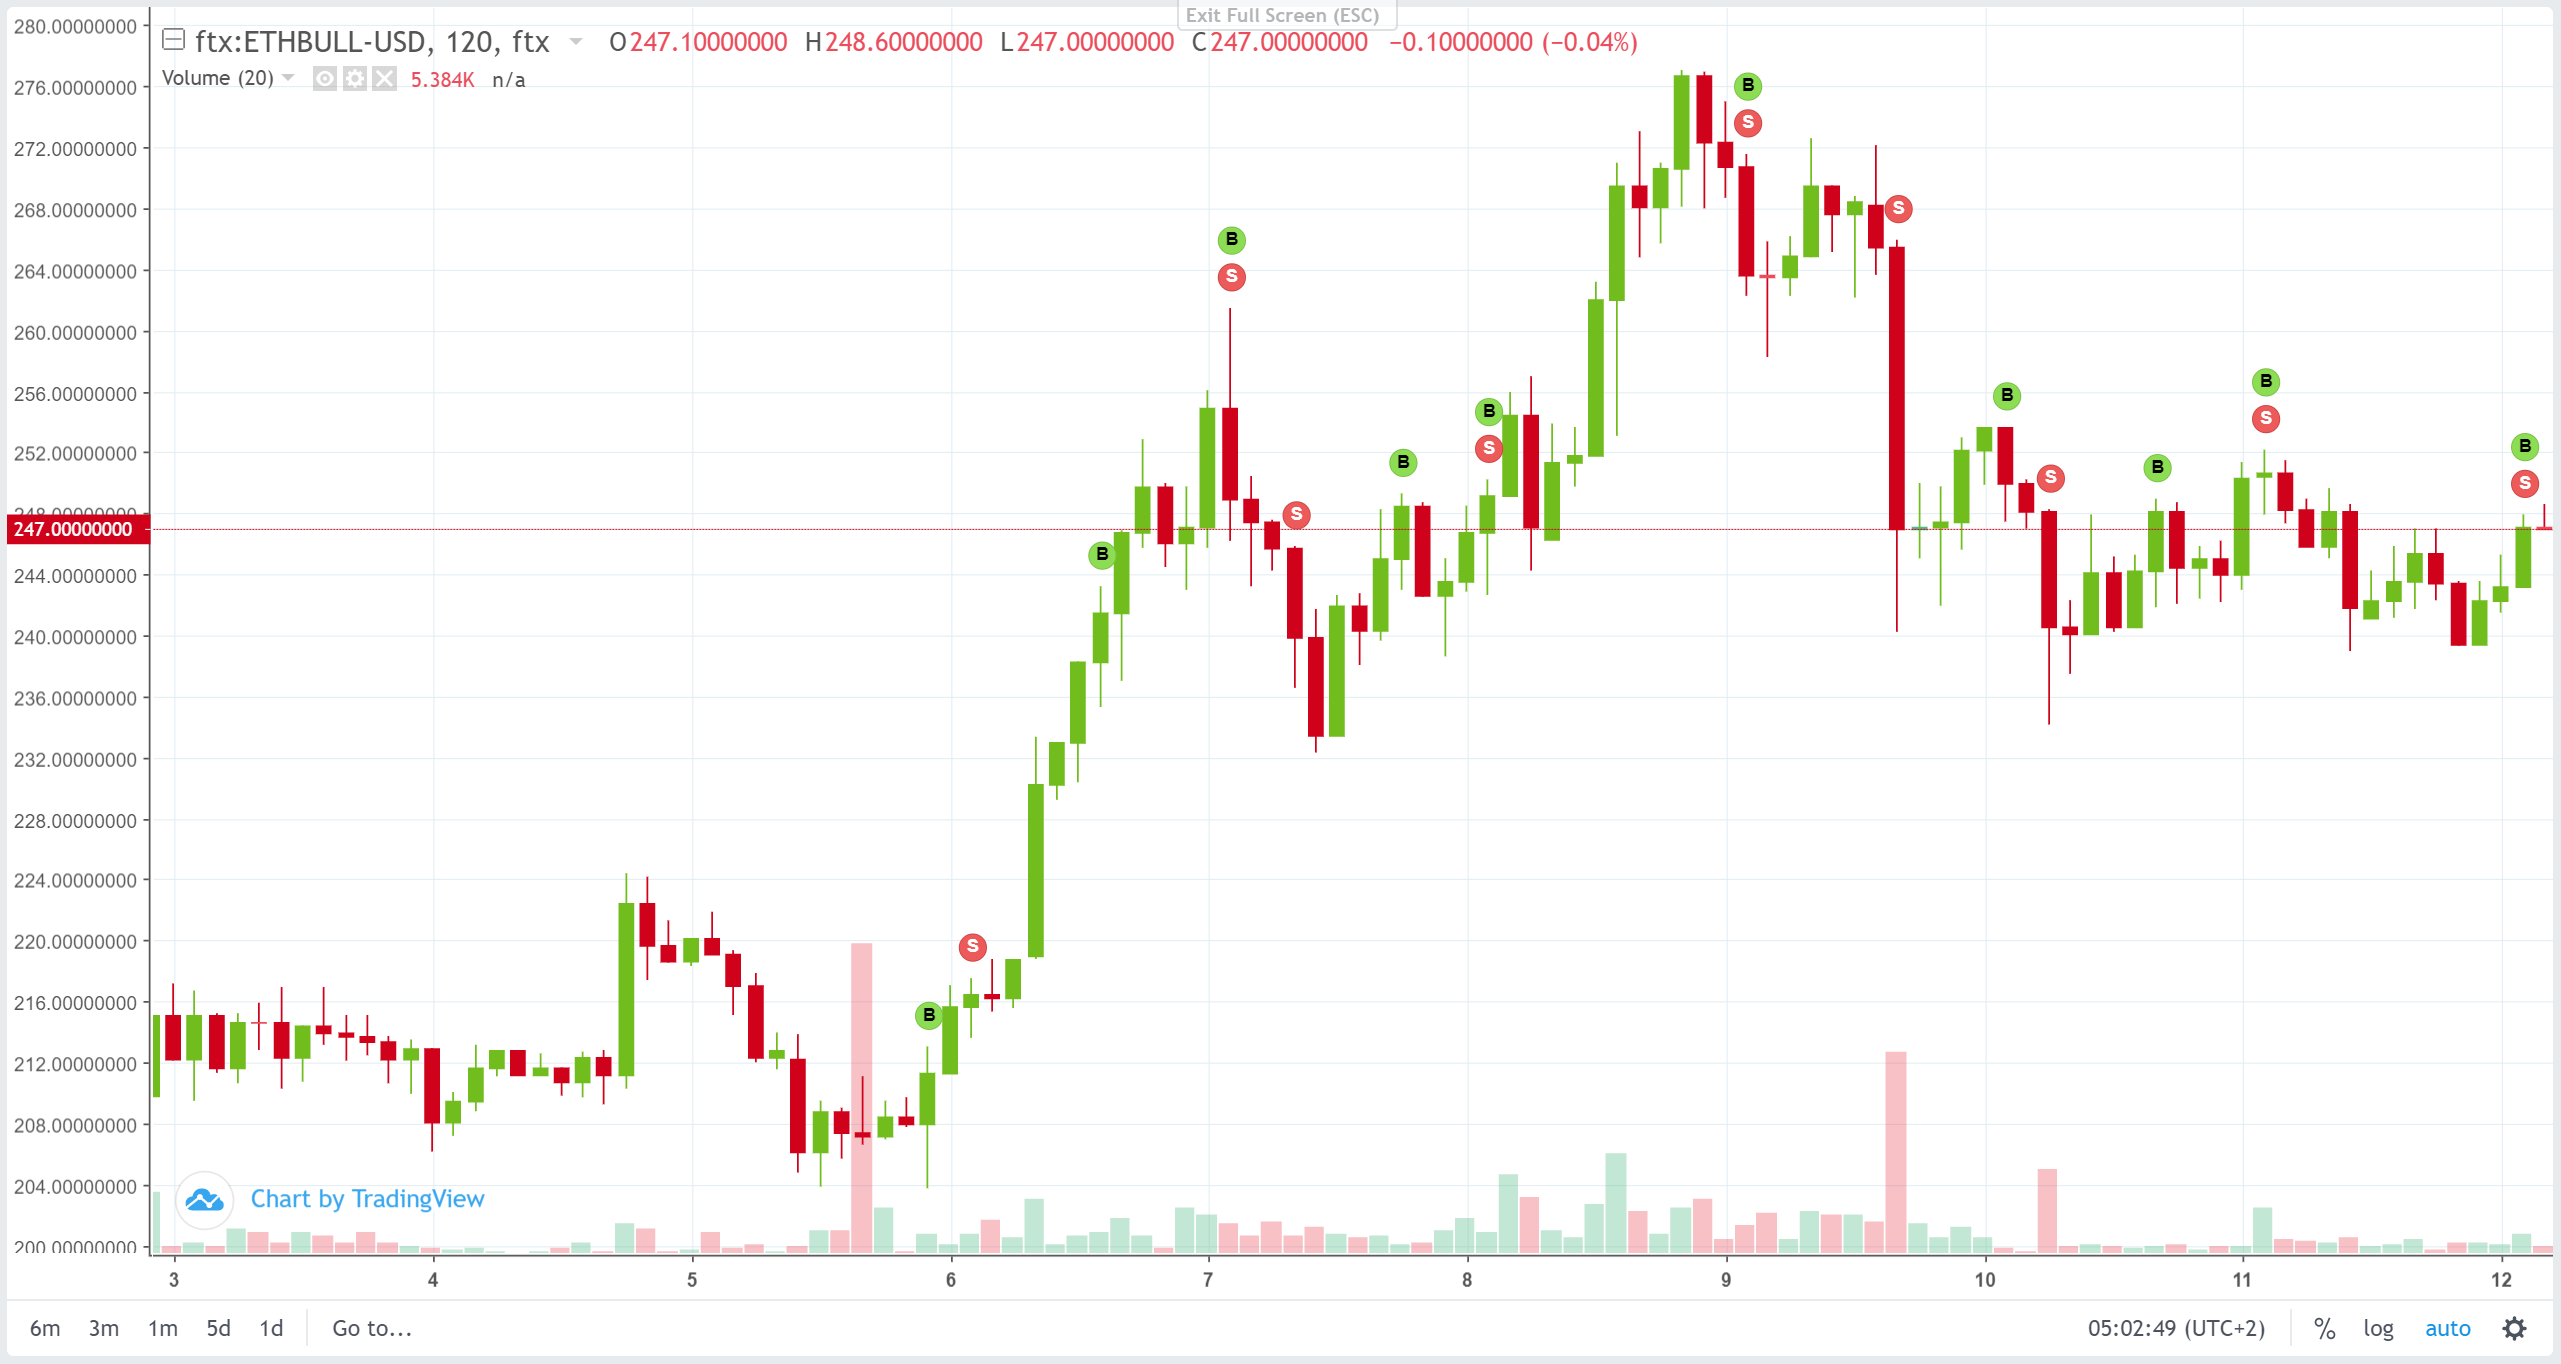 Exit Full Screen (ESC)
ftx:ETHBULL-USD, 120, ftx O247.10000000 H248.60000000 L247.00000000 C247.00000000 −0.10000000 (−0.04%)
Volume (20) 5.384K n/a
280.00000000
276.00000000
272.00000000
268.00000000
264.00000000
260.00000000
256.00000000
252.00000000
248.00000000
247.00000000
244.00000000
240.00000000
236.00000000
232.00000000
228.00000000
224.00000000
220.00000000
216.00000000
212.00000000
208.00000000
204.00000000
200.00000000
B
S
S
B
S
B
B
B
S
B
S
B
B
S
S
B
S
B
S
B
Chart by TradingView
3 4 5 6 7 8 9 10 11 12
6m 3m 1m 5d 1d Go to... 05:02:49 (UTC+2) % log auto